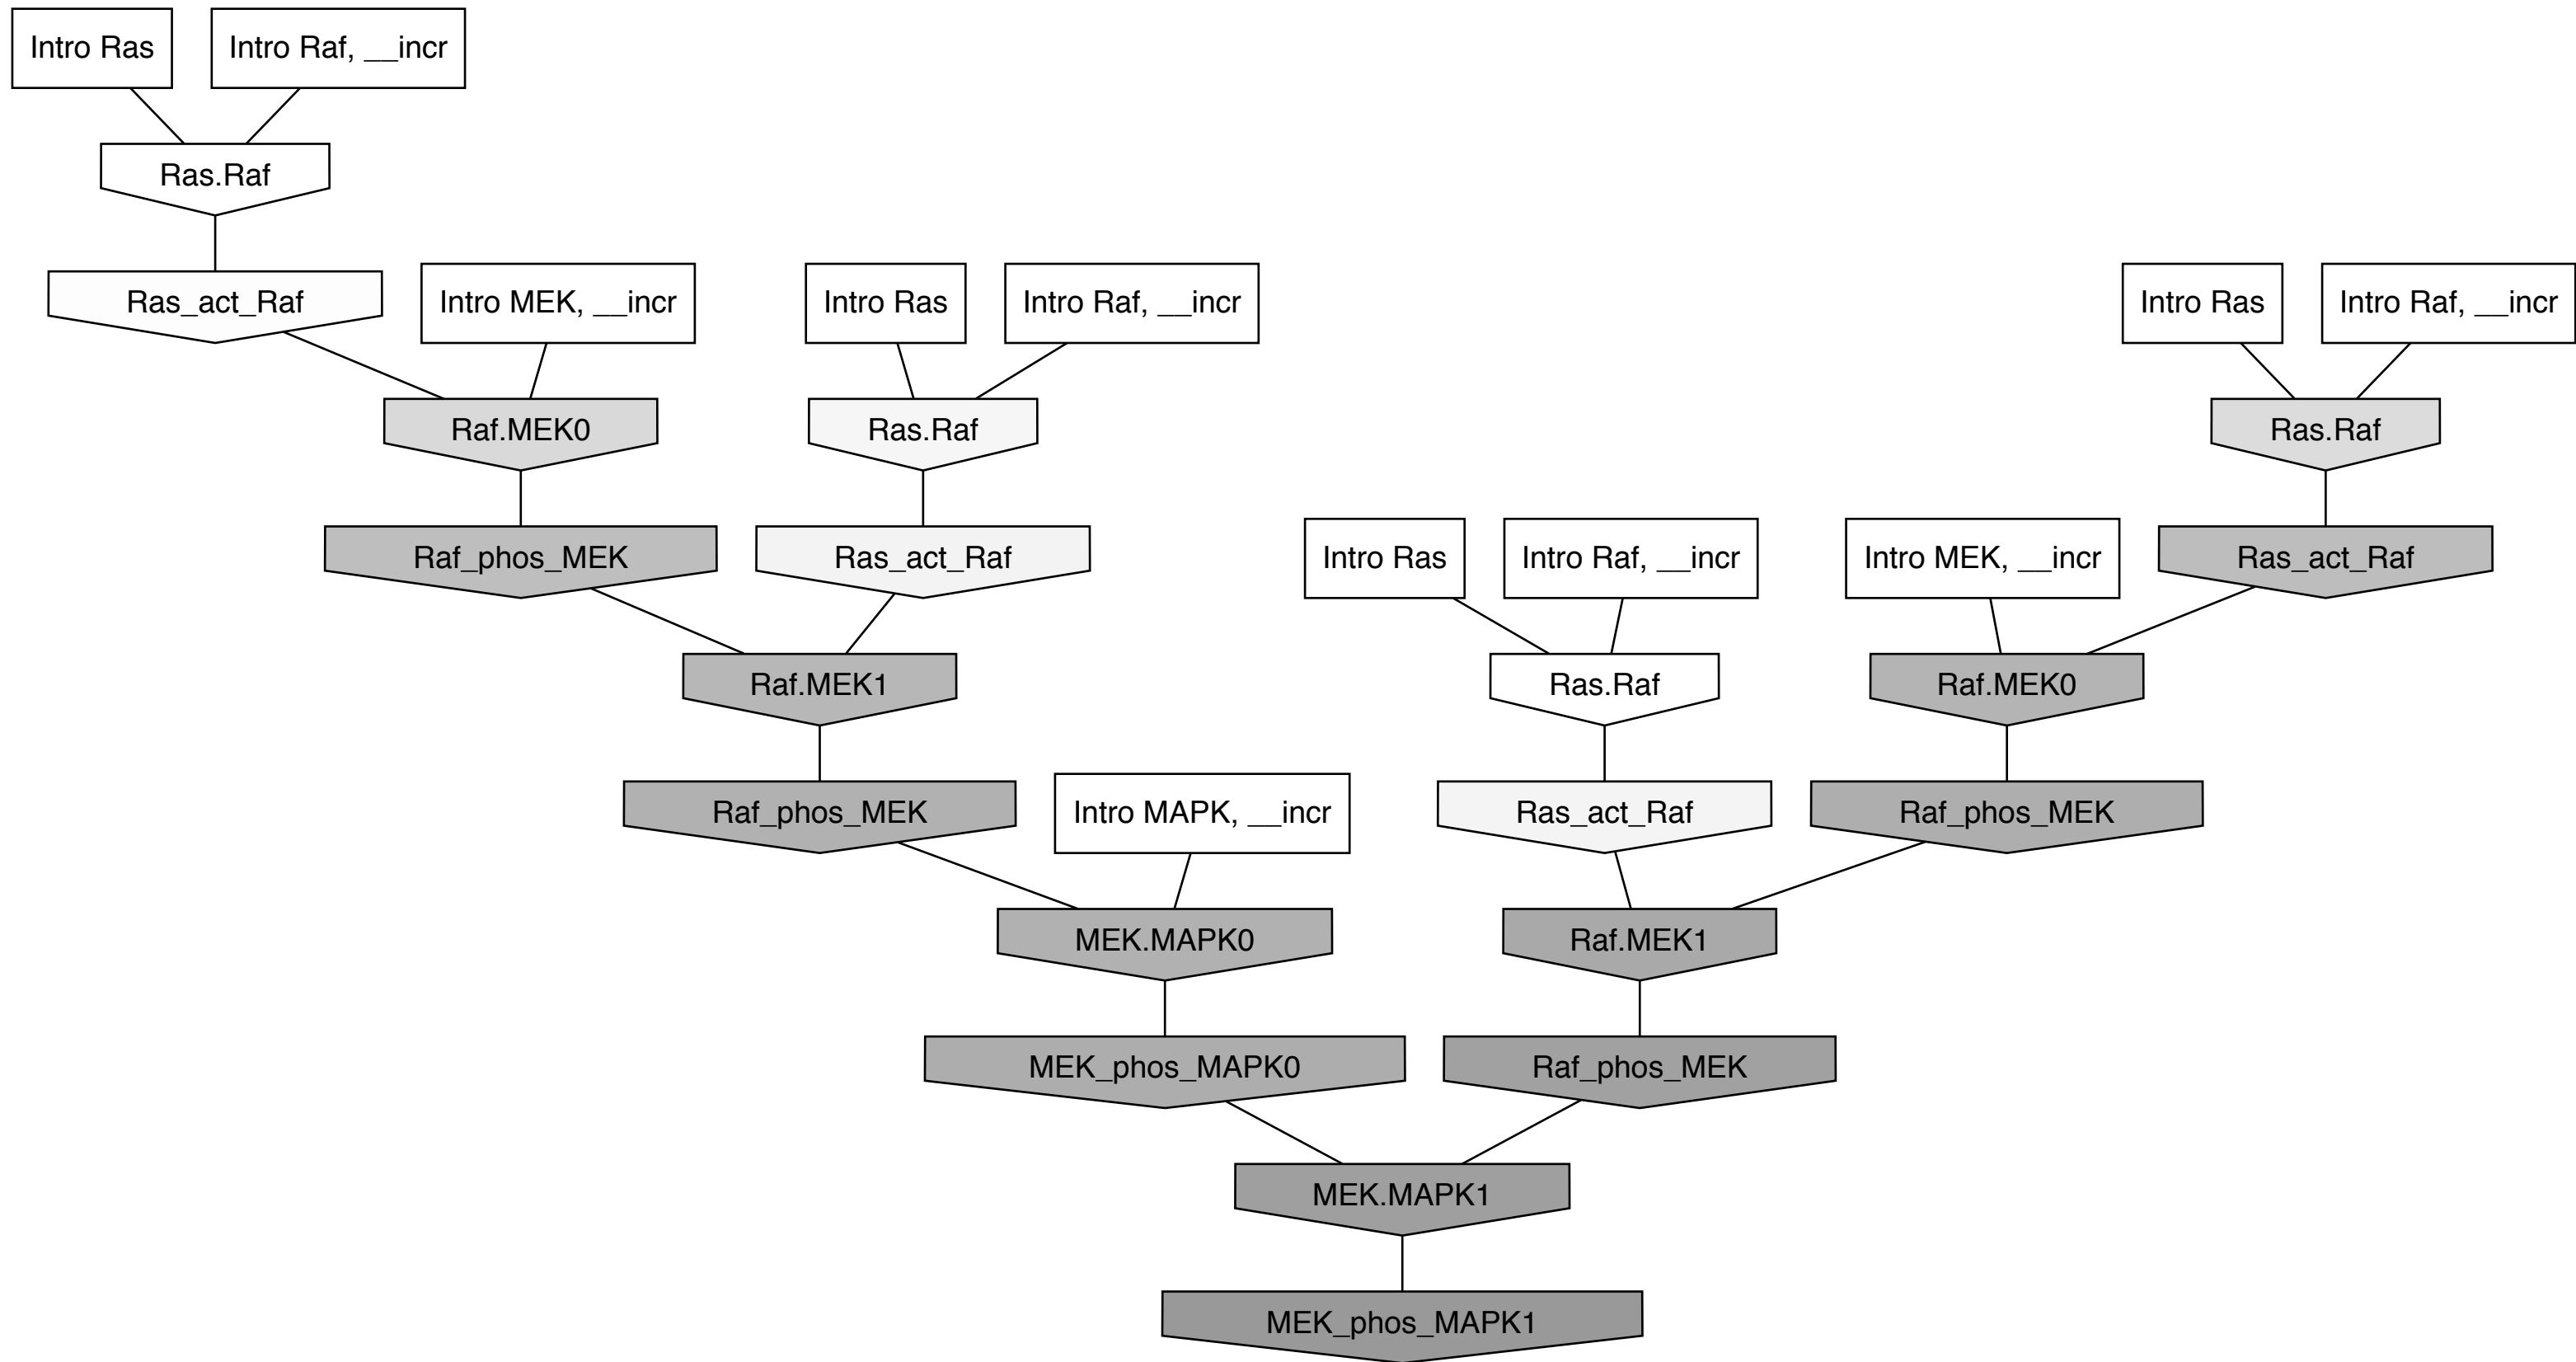 Intro Ras
Intro Raf, __incr
Ras.Raf
Ras_act_Raf
Intro MEK, __incr
Intro Ras
Intro Raf, __incr
Intro Ras
Intro Raf, __incr
Raf.MEK0
Ras.Raf
Ras.Raf
Raf_phos_MEK
Ras_act_Raf
Intro Ras
Intro Raf, __incr
Intro MEK, __incr
Ras_act_Raf
Raf.MEK1
Ras.Raf
Raf.MEK0
Raf_phos_MEK
Intro MAPK, __incr
Ras_act_Raf
Raf_phos_MEK
MEK.MAPK0
Raf.MEK1
MEK_phos_MAPK0
Raf_phos_MEK
MEK.MAPK1
MEK_phos_MAPK1